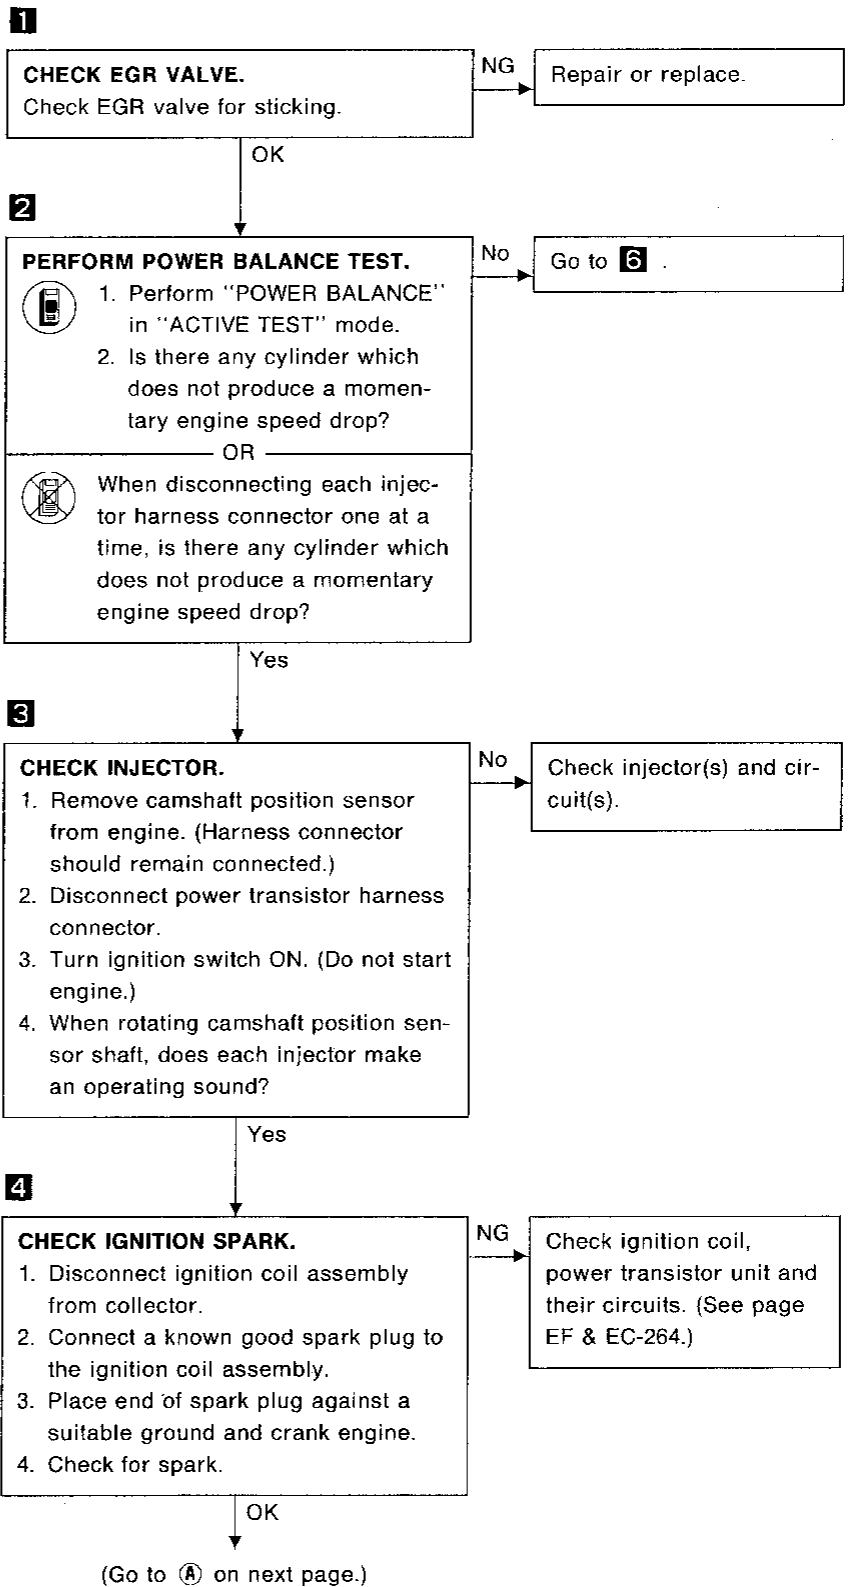 1
CHECK EGR VALVE.
Check EGR valve for sticking.
NG
Repair or replace.
OK
2
PERFORM POWER BALANCE TEST.
1. Perform "POWER BALANCE"
in "ACTIVE TEST" mode.
2. Is there any cylinder which
does not produce a momen-
tary engine speed drop?
No
Go to 6 .
OR
When disconnecting each injec-
tor harness connector one at a
time, is there any cylinder which
does not produce a momentary
engine speed drop?
Yes
3
CHECK INJECTOR.
1. Remove camshaft position sensor
from engine. (Harness connector
should remain connected.)
2. Disconnect power transistor harness
connector.
3. Turn ignition switch ON. (Do not start
engine.)
4. When rotating camshaft position sen-
sor shaft, does each injector make
an operating sound?
No
Check injector(s) and cir-
cuit(s).
Yes
4
CHECK IGNITION SPARK.
1. Disconnect ignition coil assembly
from collector.
2. Connect a known good spark plug to
the ignition coil assembly.
3. Place end of spark plug against a
suitable ground and crank engine.
4. Check for spark.
NG
Check ignition coil,
power transistor unit and
their circuits. (See page
EF & EC-264.)
OK
(Go to Ⓐ on next page.)